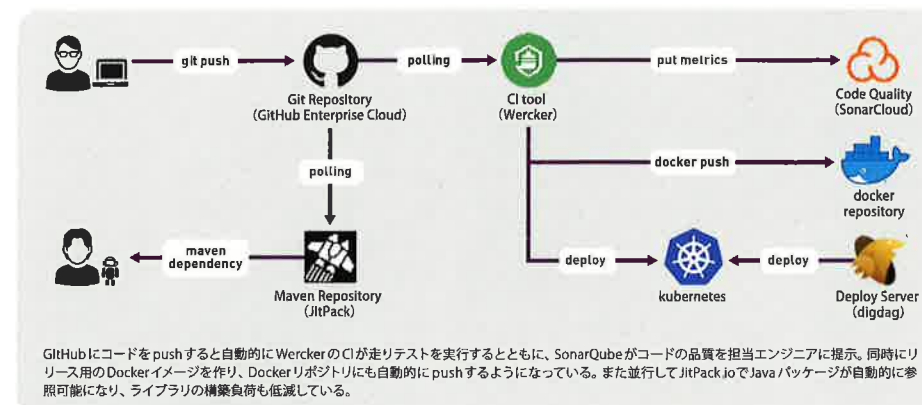 git push
polling
put metrics
Git Repository
(GitHub Enterprise Cloud)
CI tool
(Wercker)
Code Quality
(SonarCloud)
polling
docker push
docker
repository
maven
dependency
deploy
deploy
Maven Repository
(JitPack)
kubernetes
Deploy Server
(digdag)
GitHubにコードをpushすると自動的にWerckerのCIが走りテストを実行するとともに、SonarQubeがコードの品質を担当エンジニアに提示。同時にリ
リース用のDockerイメージを作り、Dockerリポジトリにも自動的にpushするようになっている。また並行してJitPack.ioでJavaパッケージが自動的に参
照可能になり、ライブラリの構築負荷も低減している。